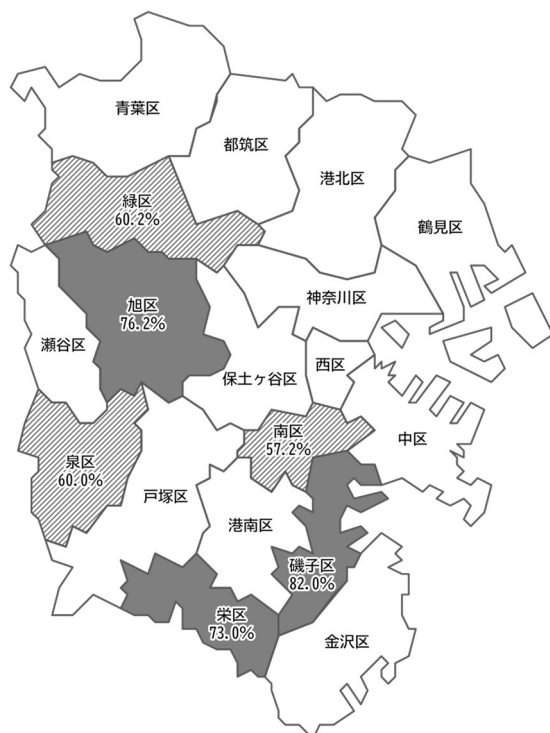 青葉区
都筑区
港北区
緑区
60.2%
鶴見区
神奈川区
旭区
76.2%
瀬谷区
西区
保土ヶ谷区
南区
57.2%
中区
泉区
60.0%
戸塚区
港南区
磯子区
82.0%
栄区
73.0%
金沢区